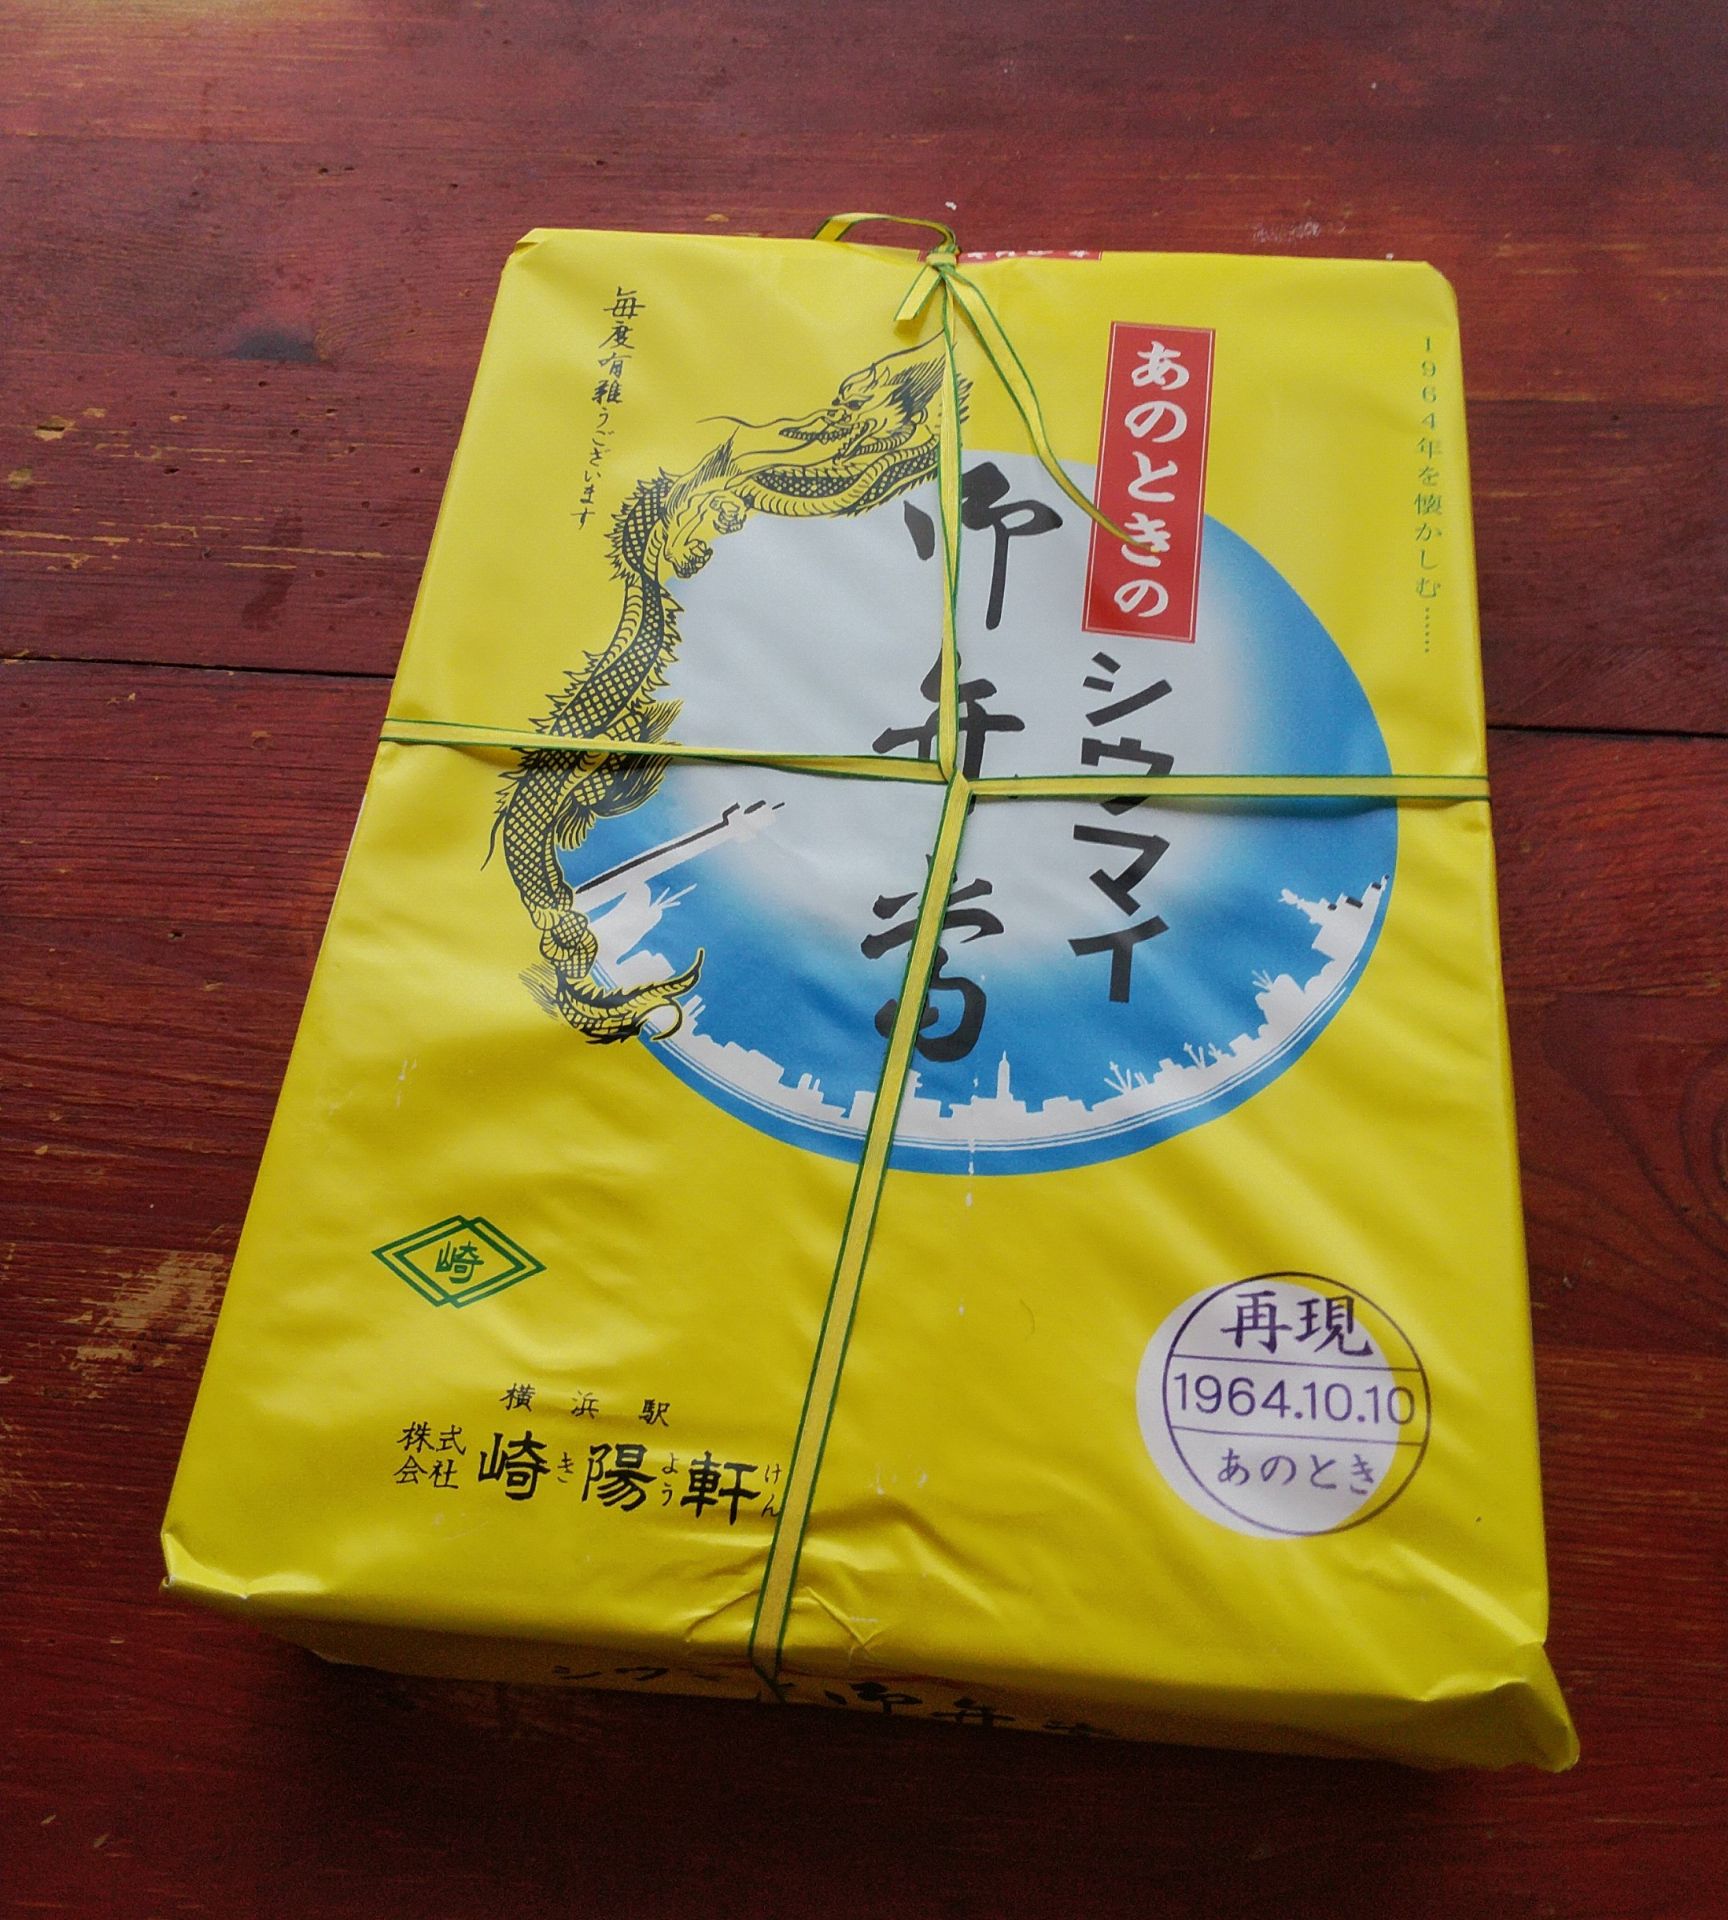 1964年を懐かしむ……
あのときの
シウマイ
御弁当
毎度有難うございます
崎
横浜駅
株式会社
崎陽軒
きようけん
再現
1964.10.10
あのとき